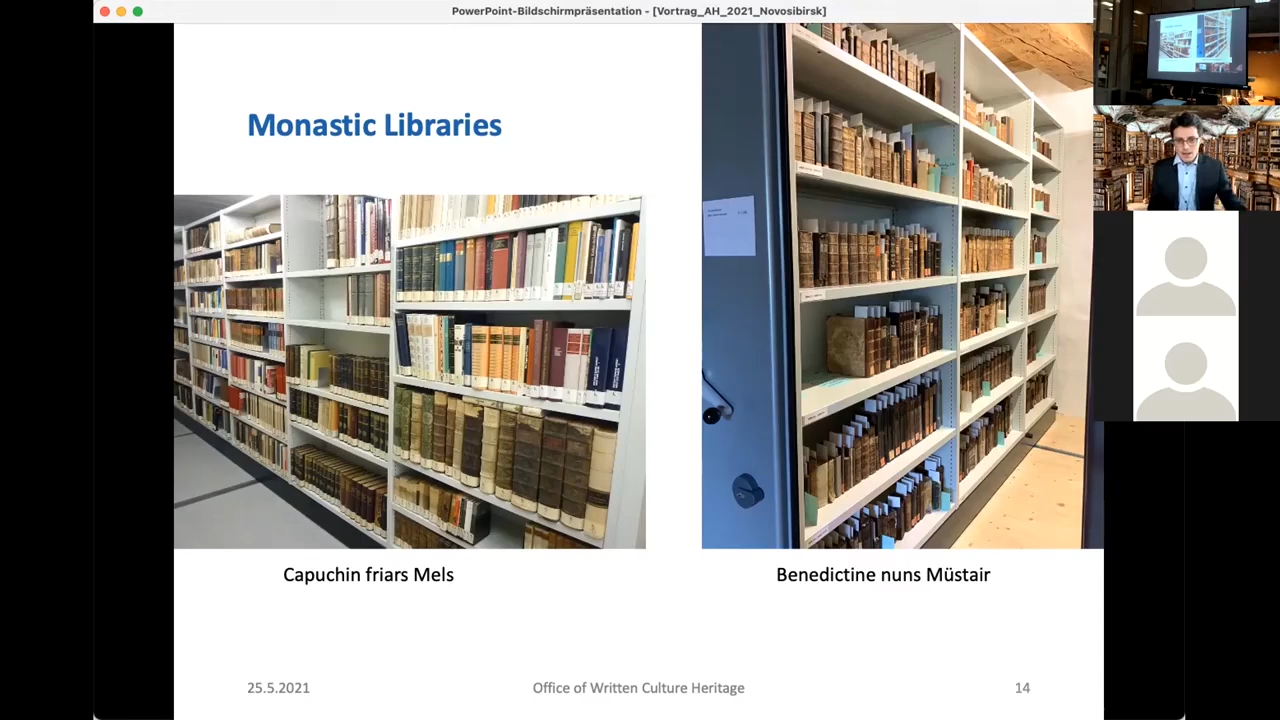 PowerPoint-Bildschirmpräsentation - [Vortrag_AH_2021_Novosibirsk]
Monastic Libraries
Capuchin friars Mels
Benedictine nuns Müstair
25.5.2021
Office of Written Culture Heritage
14